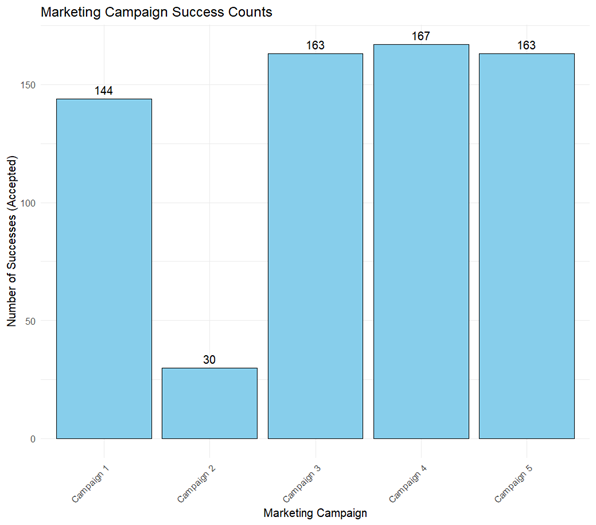 Marketing Campaign Success Counts
Number of Successes (Accepted)
150
100
50
0
144
30
163
167
163
Campaign 1
Campaign 2
Campaign 3
Campaign 4
Campaign 5
Marketing Campaign